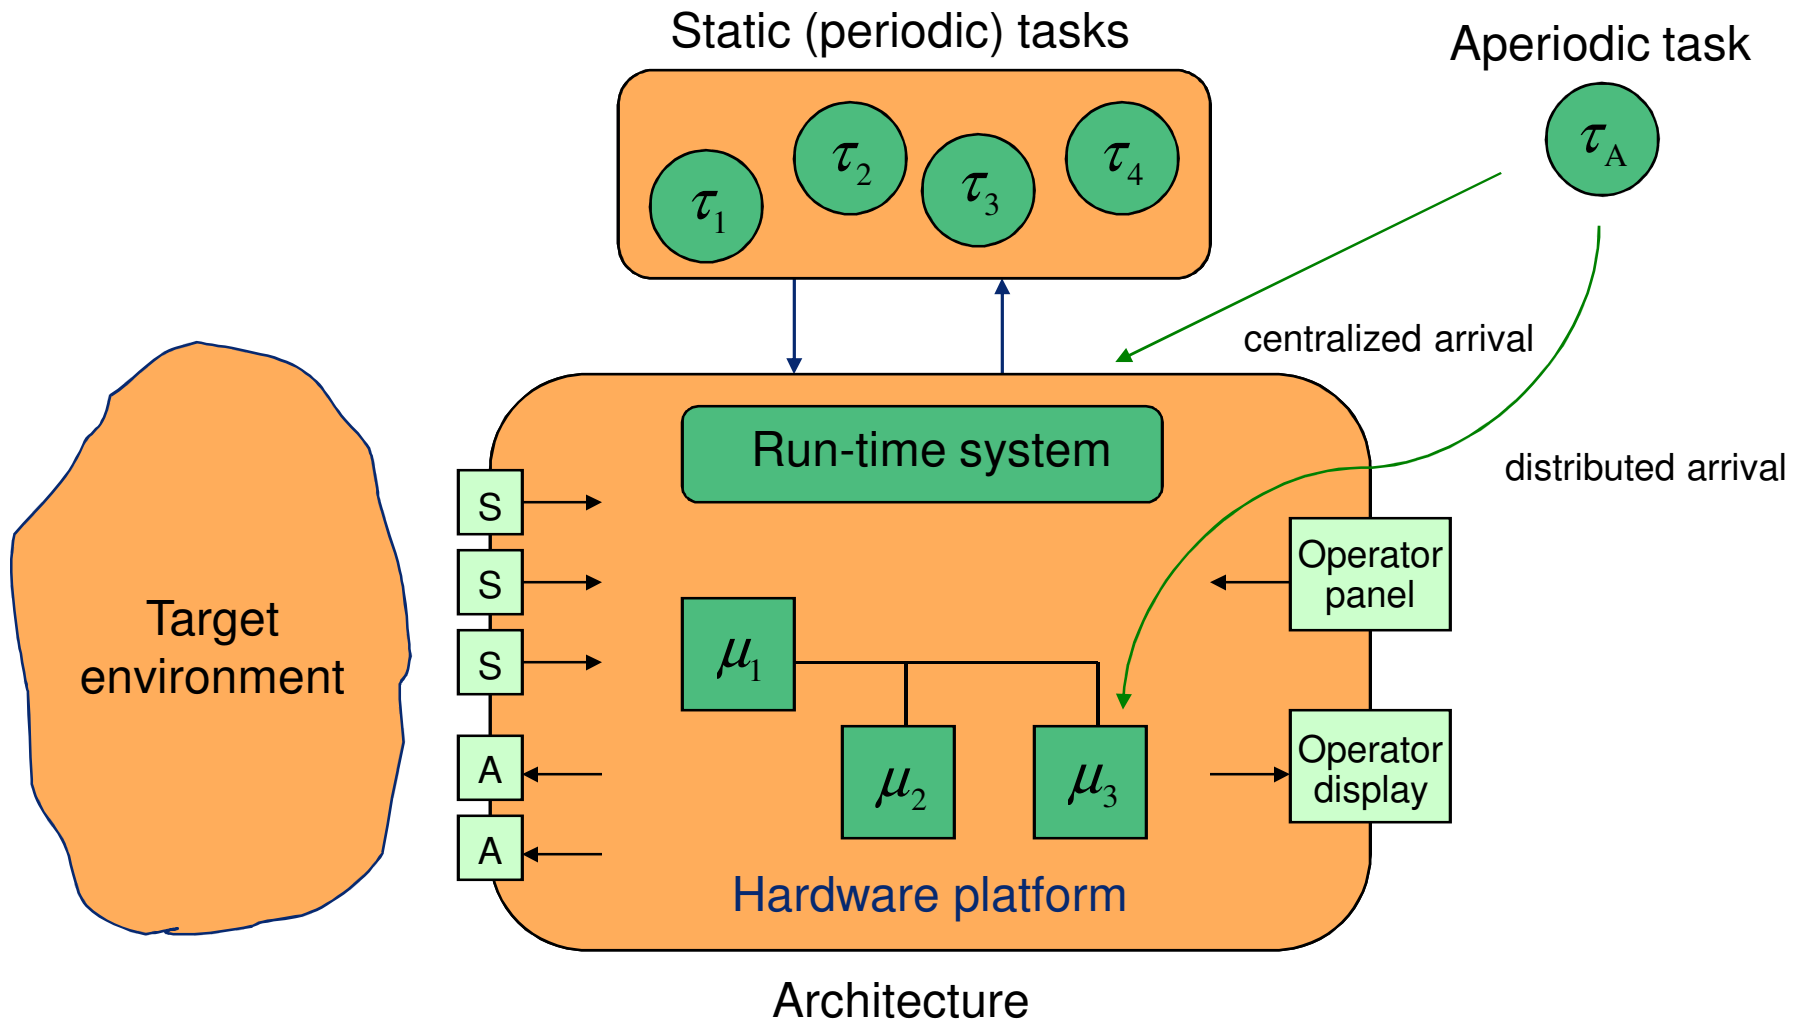 Static (periodic) tasks
Aperiodic task
τ1
τ2
τ3
τ4
τA
centralized arrival
distributed arrival
Run-time system
S
S
S
A
A
Target
environment
μ1
μ2
μ3
Operator
panel
Operator
display
Hardware platform
Architecture